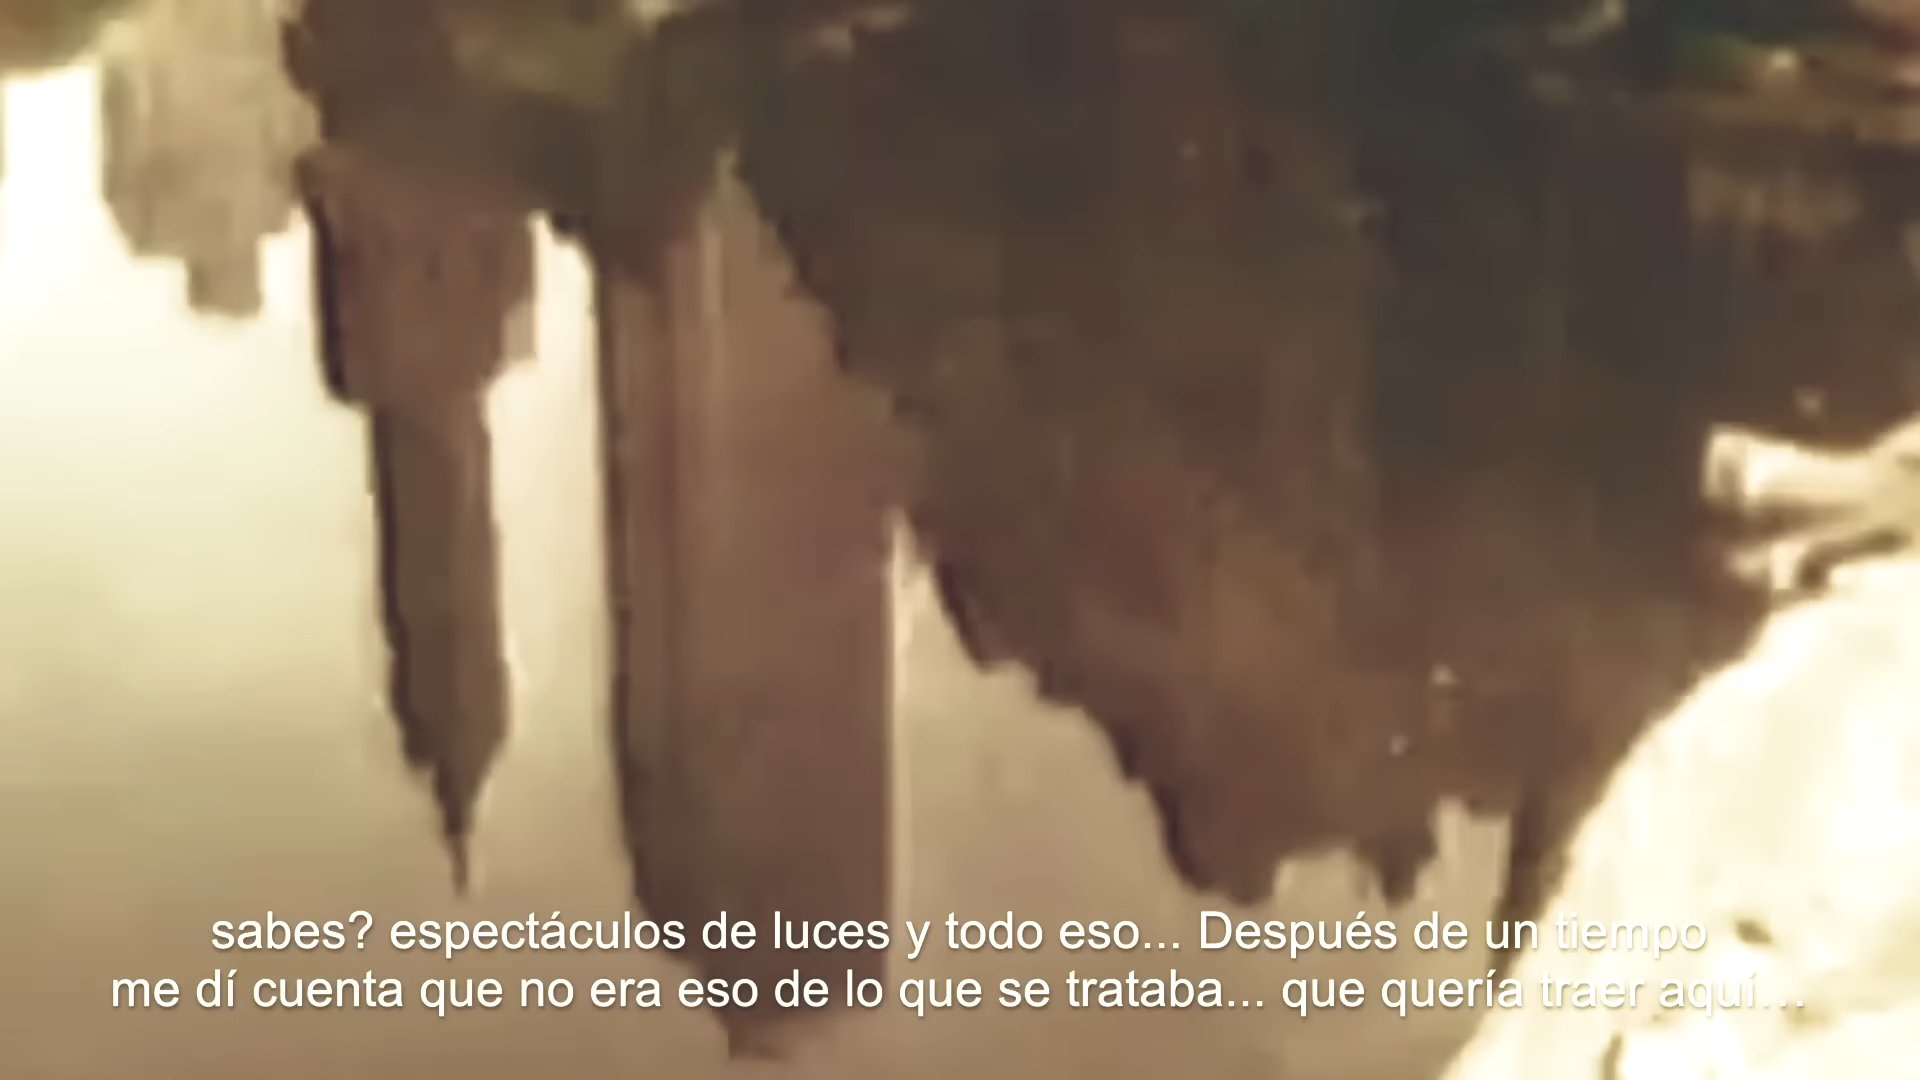 sabes? espectáculos de luces y todo eso... Después de un tiempo
me dí cuenta que no era eso de lo que se trataba... que quería traer aquí...